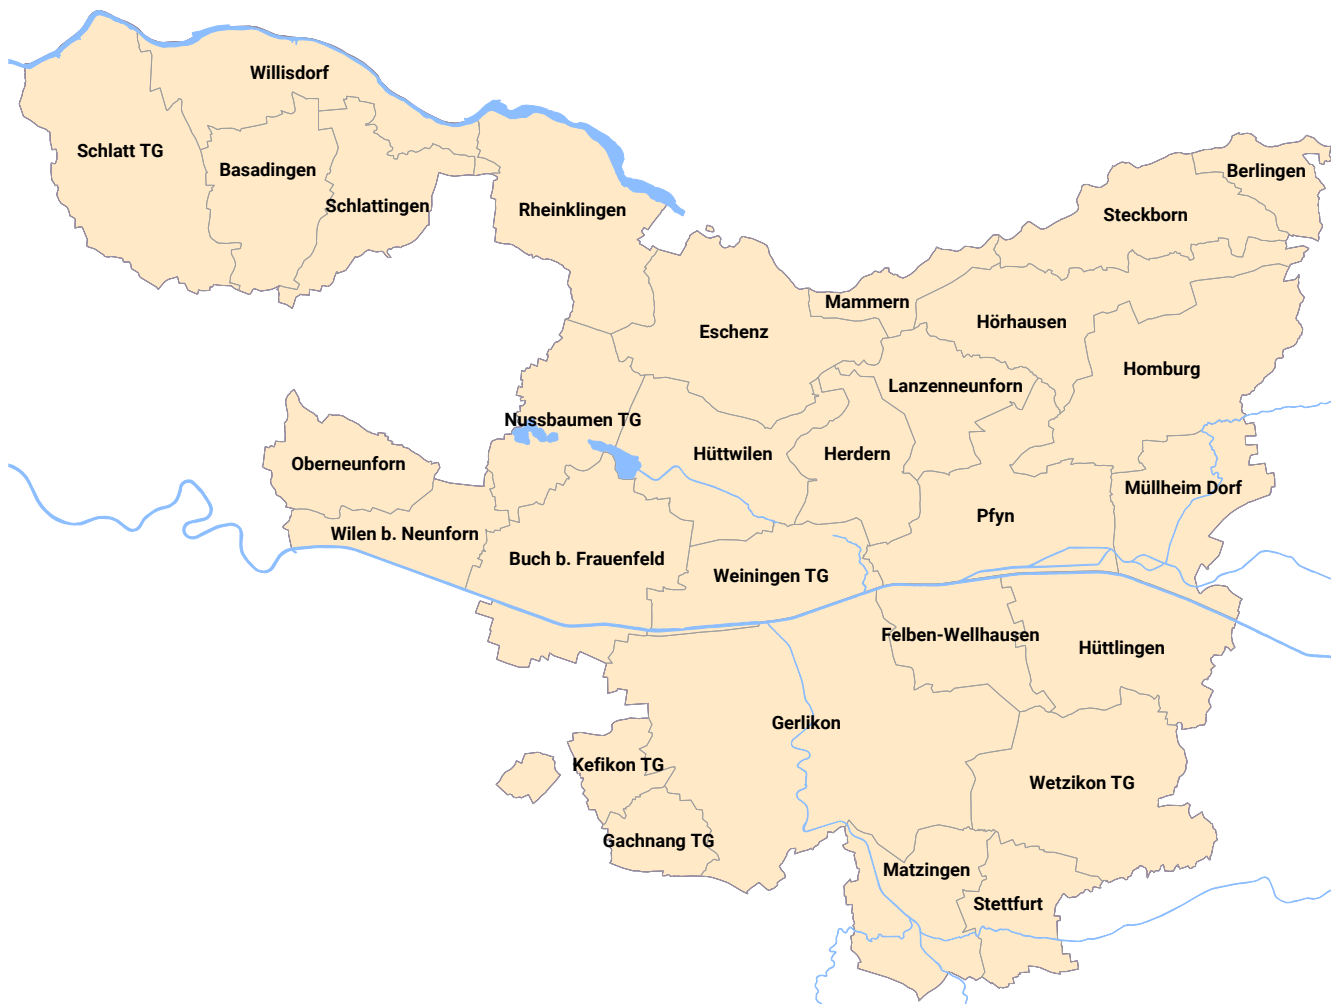 Willisdorf
Schlatt TG
Basadingen
Berlingen
Schlattingen
Rheinklingen
Steckborn
Mammern
Hörhausen
Eschenz
Homburg
Lanzenneunforn
Nussbaumen TG
Hüttwilen
Herdern
Oberneunforn
Müllheim Dorf
Pfyn
Wilen b. Neunforn
Buch b. Frauenfeld
Weiningen TG
Felben-Wellhausen
Hüttlingen
Gerlikon
Kefikon TG
Wetzikon TG
Gachnang TG
Matzingen
Stettfurt